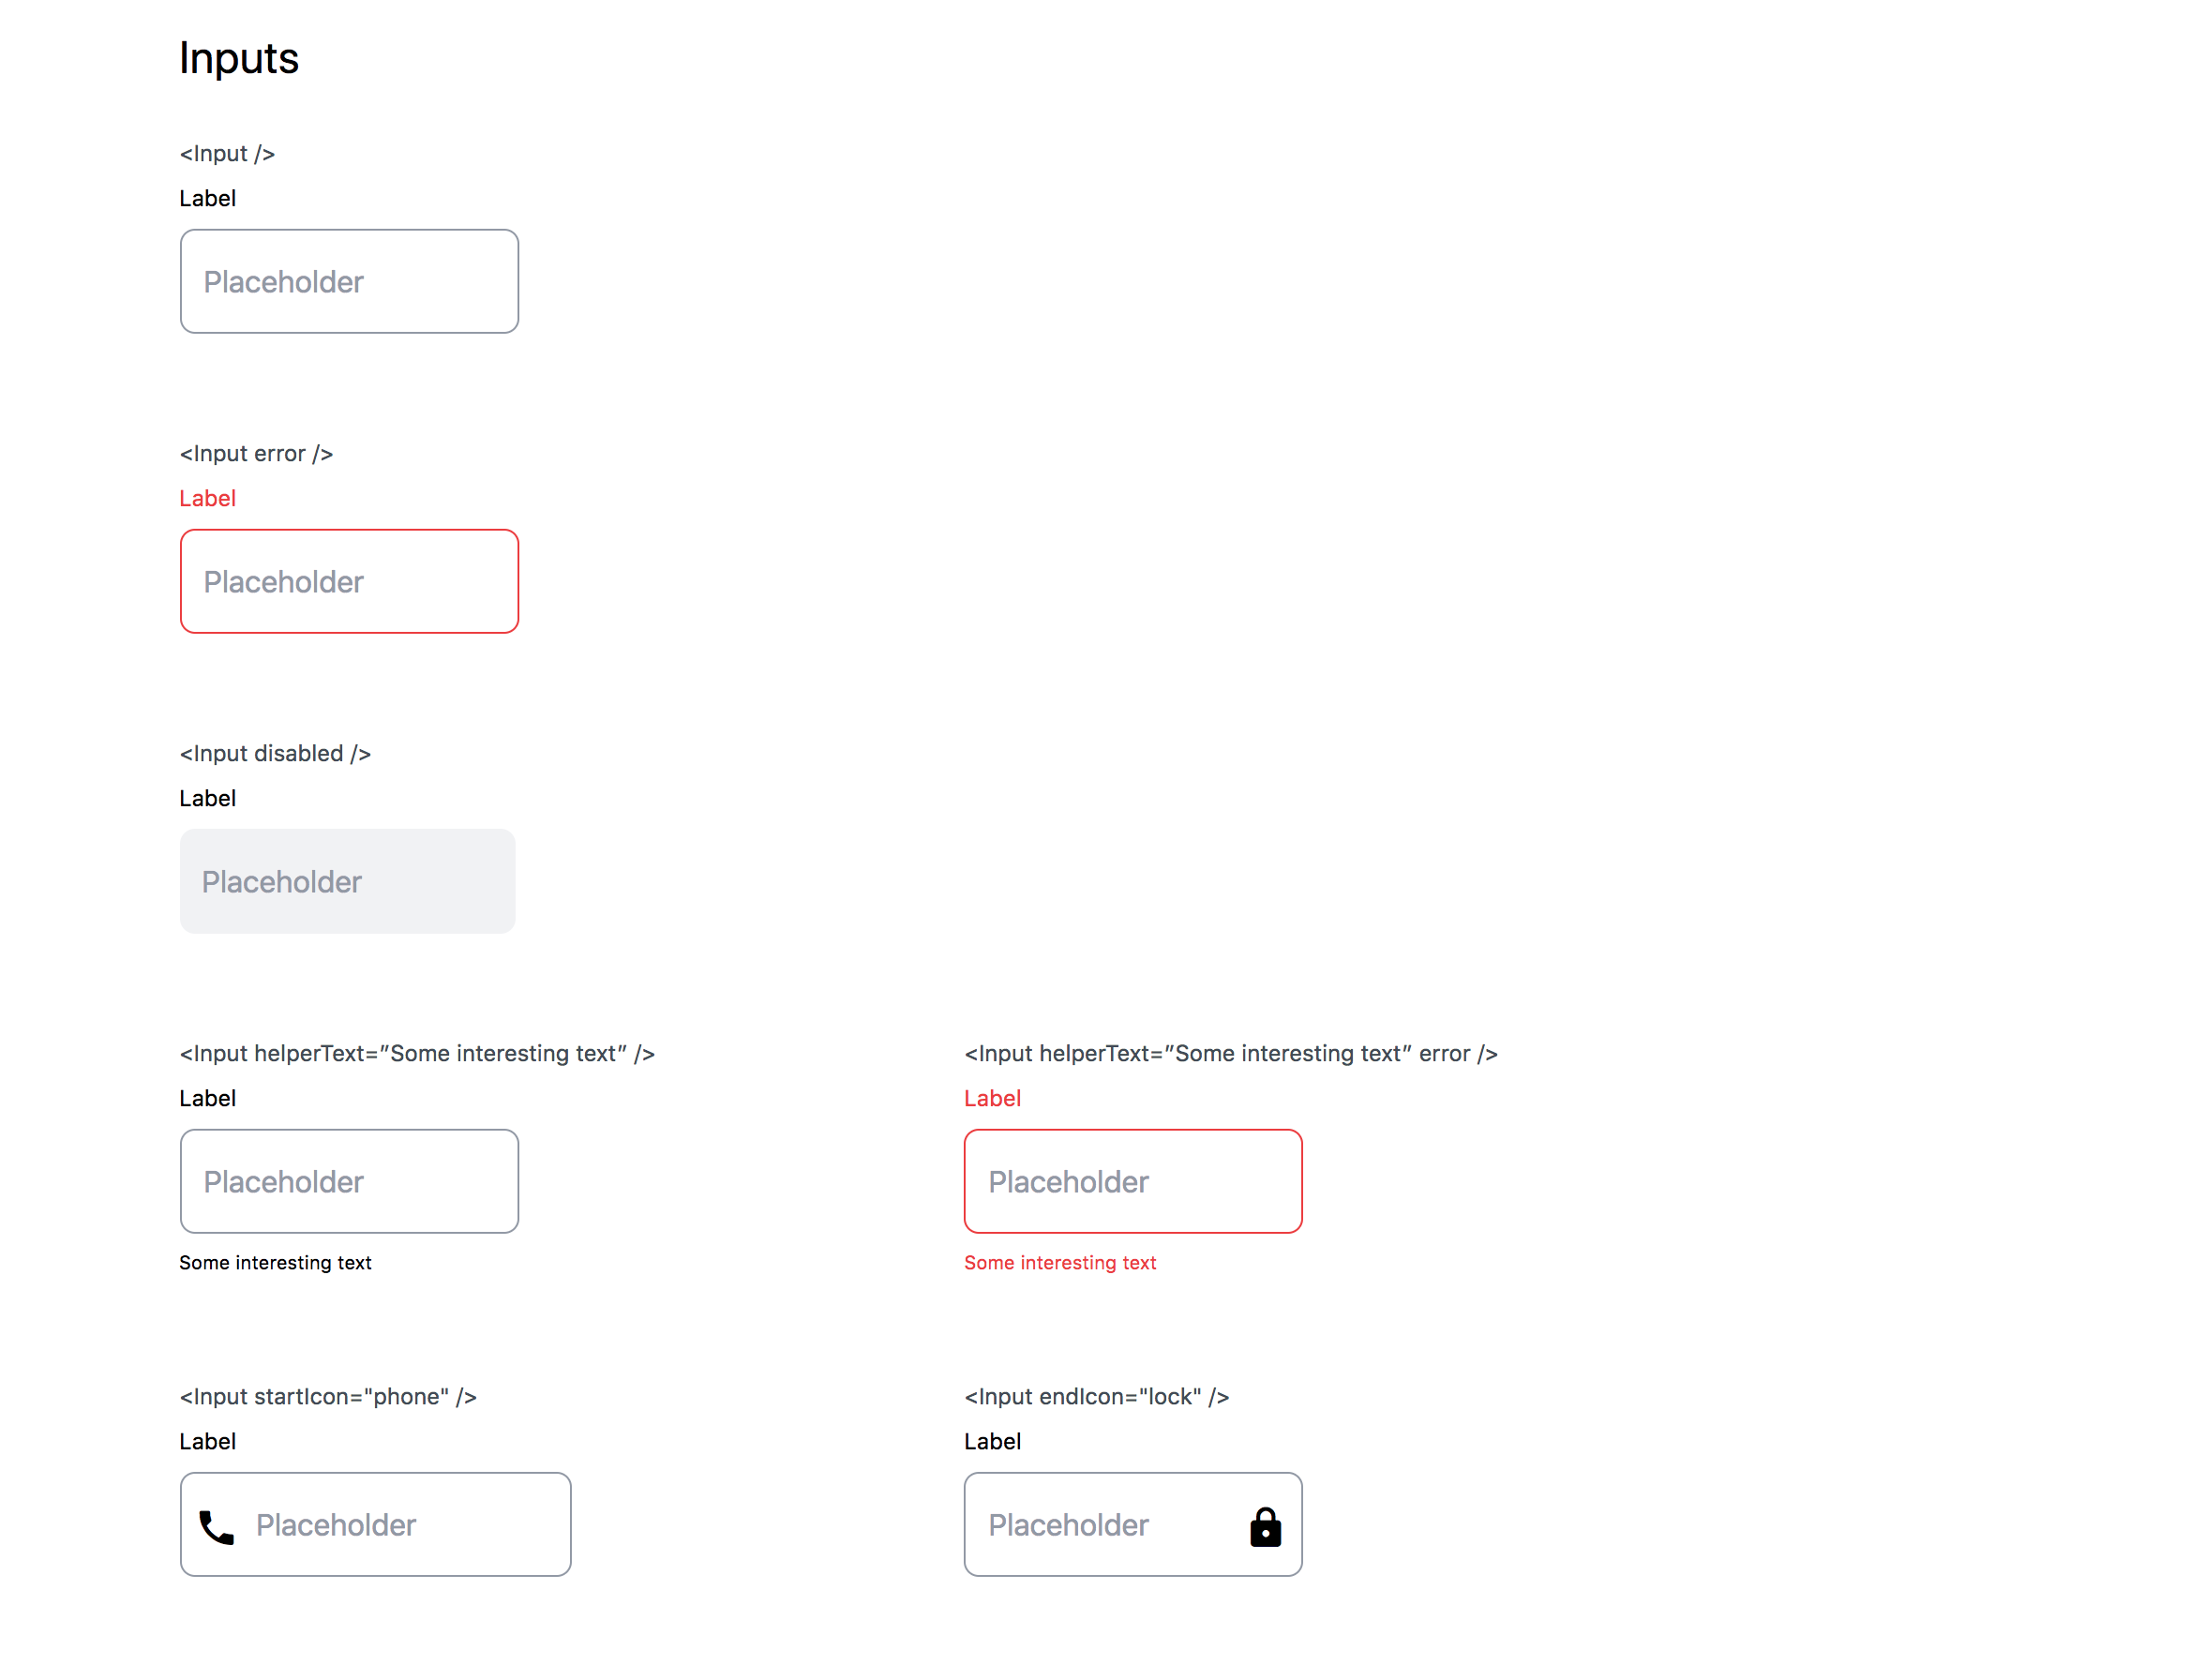 Inputs
<Input />
Label
Placeholder
<Input error />
Label
Placeholder
<Input disabled />
Label
Placeholder
<Input helperText=”Some interesting text” />
Label
Placeholder
Some interesting text
<Input helperText=”Some interesting text” error />
Label
Placeholder
Some interesting text
<Input startIcon="phone" />
Label
Placeholder
<Input endIcon="lock" />
Label
Placeholder